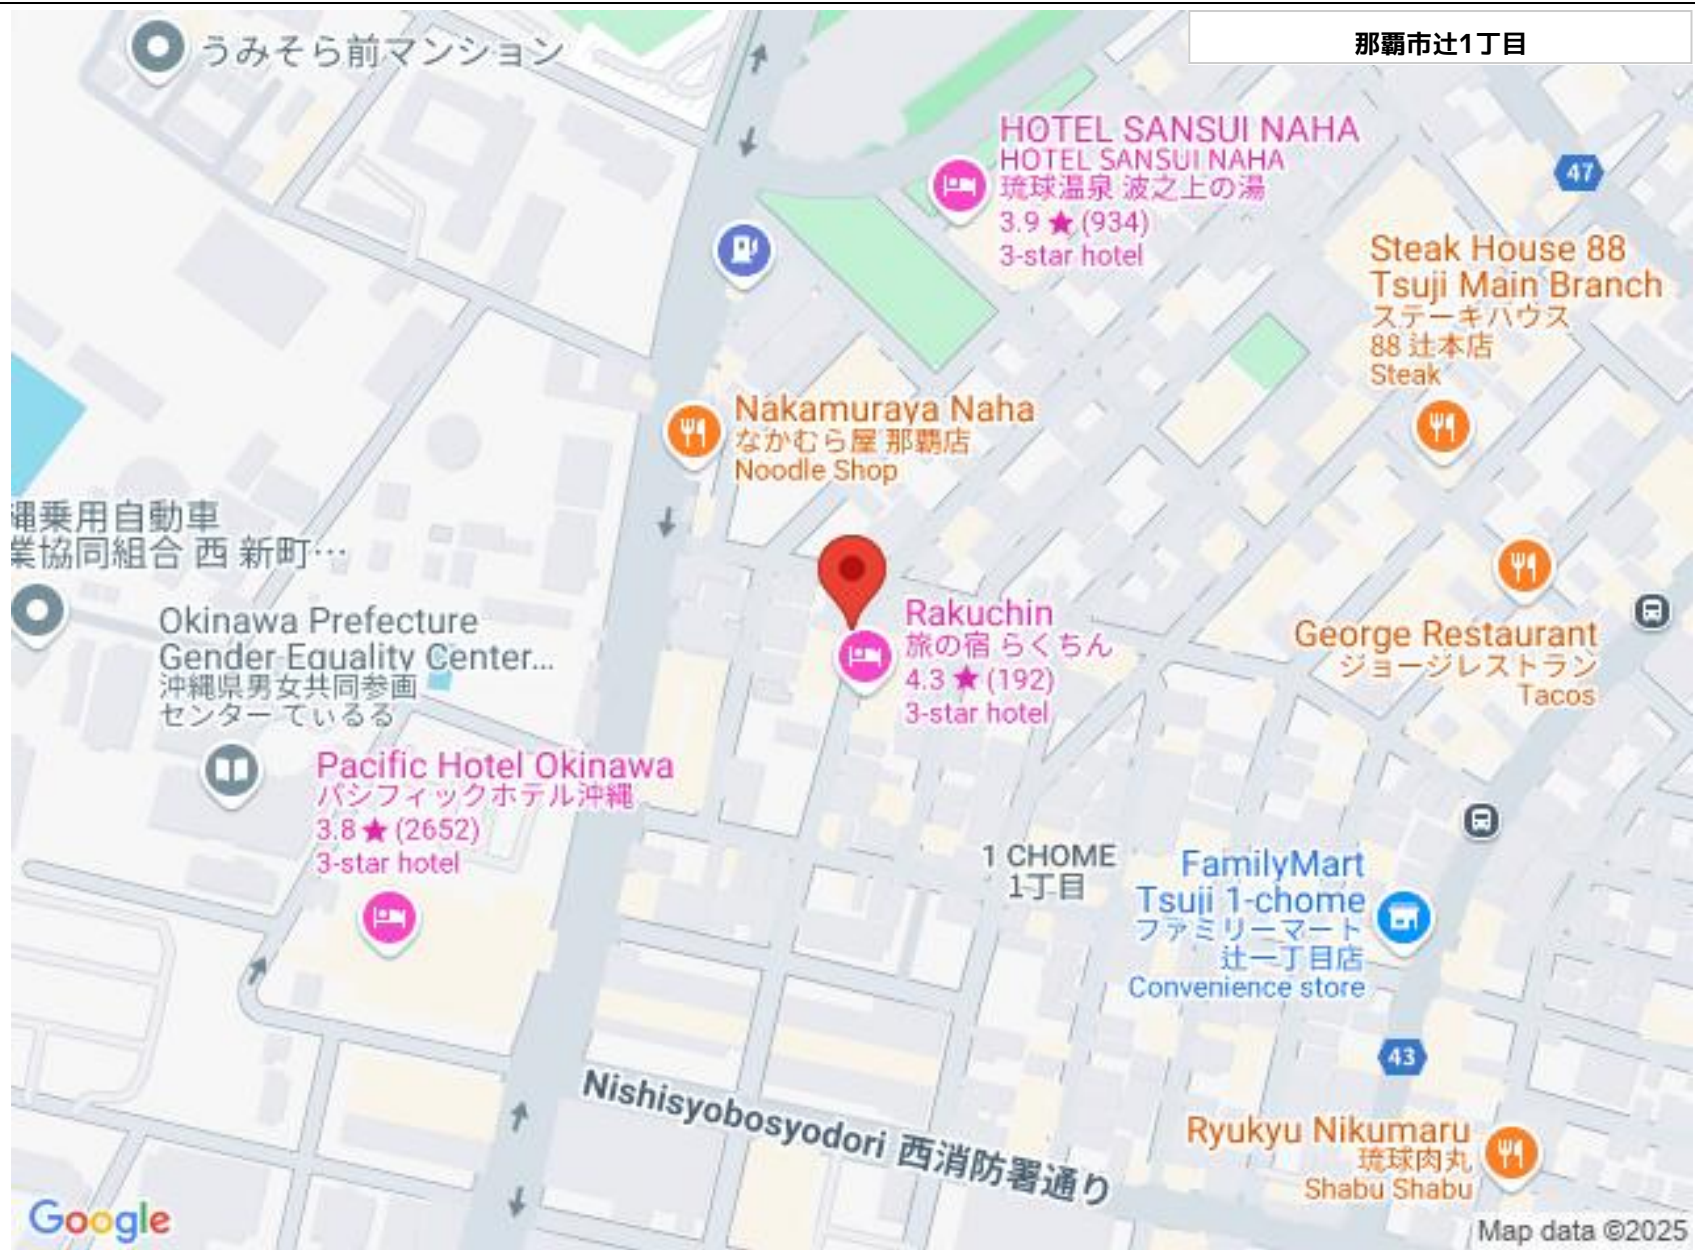 那覇市辻1丁目
うみそら前マンション
HOTEL SANSUI NAHA
HOTEL SANSUI NAHA
琉球温泉 波之上の湯
3.9 ★ (934)
3-star hotel
47
Steak House 88
Tsuji Main Branch
ステーキハウス
88 辻本店
Steak
Nakamuraya Naha
なかむら屋 那覇店
Noodle Shop
縄乗用自動車
業協同組合 西 新町…
Okinawa Prefecture
Gender Equality Center...
沖縄県男女共同参画
センター てぃるる
Rakuchin
旅の宿 らくちん
4.3 ★ (192)
3-star hotel
George Restaurant
ジョージレストラン
Tacos
Pacific Hotel Okinawa
パシフィックホテル沖縄
3.8 ★ (2652)
3-star hotel
1 CHOME
1丁目
FamilyMart
Tsuji 1-chome
ファミリーマート
辻一丁目店
Convenience store
43
Nishisyobosyodori 西消防署通り
Ryukyu Nikumaru
琉球肉丸
Shabu Shabu
Google
Map data ©2025